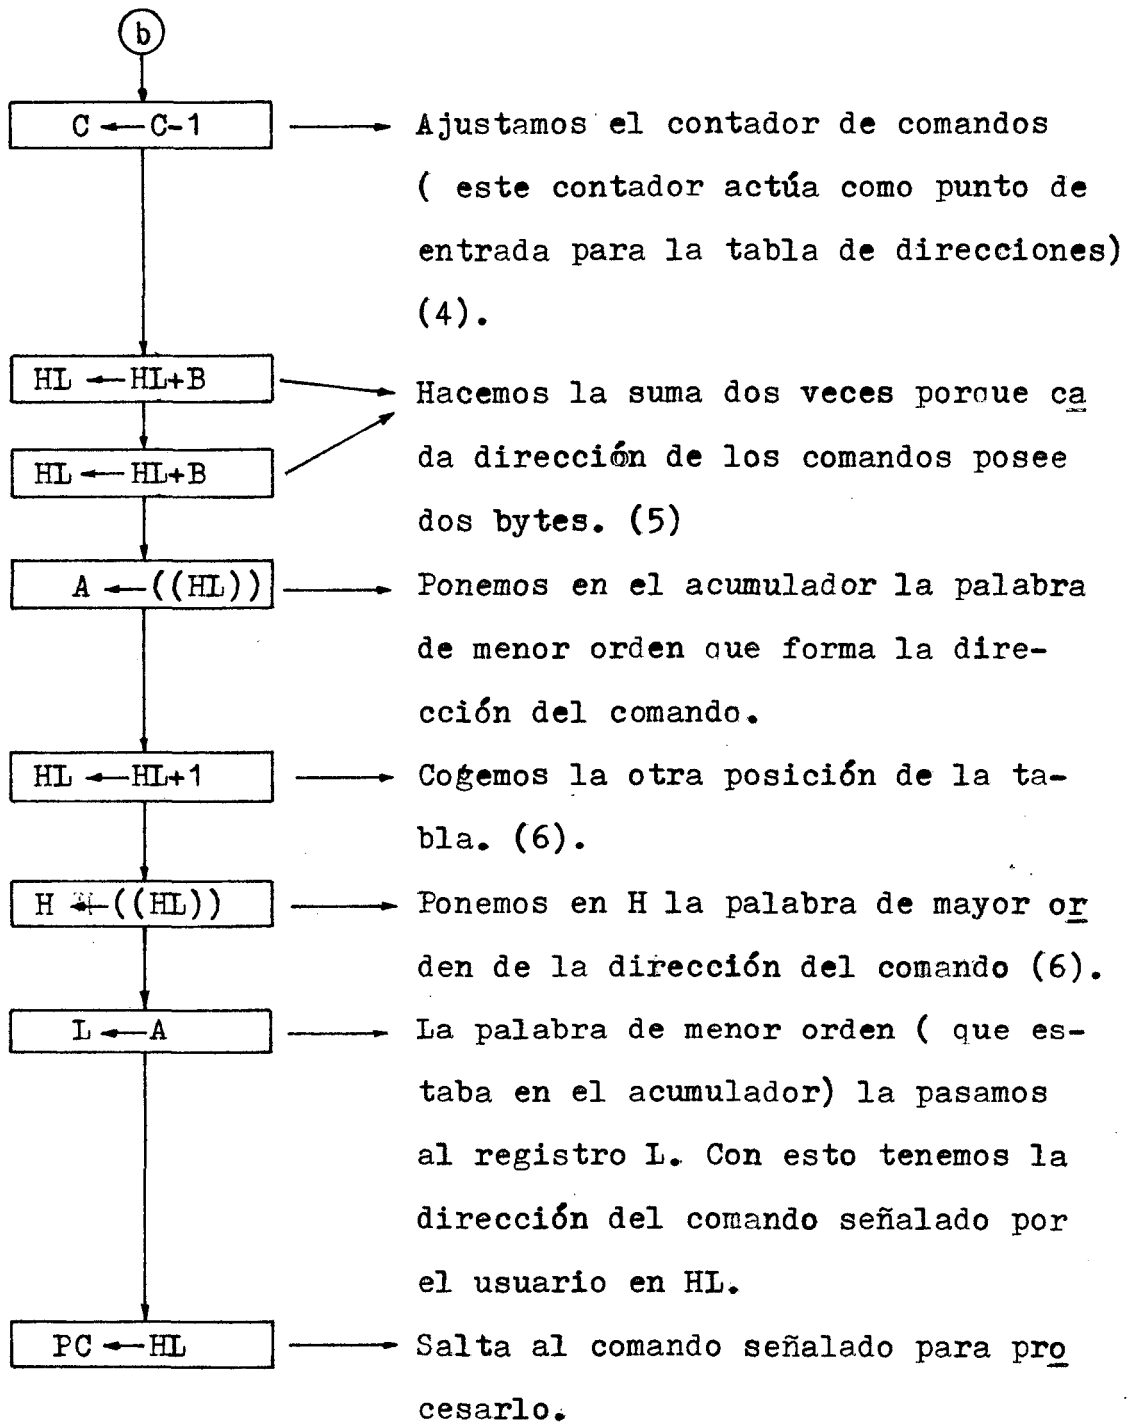 b
C ← C-1
Ajustamos el contador de comandos
( este contador actúa como punto de
entrada para la tabla de direcciones)
(4).
HL ← HL+B
Hacemos la suma dos veces porque ca
HL ← HL+B
da dirección de los comandos posee
dos bytes. (5)
A ← ((HL))
Ponemos en el acumulador la palabra
de menor orden que forma la dire-
cción del comando.
HL ← HL+1
Cogemos la otra posición de la ta-
bla. (6).
H ← ((HL))
Ponemos en H la palabra de mayor or
den de la dirección del comando (6).
L ← A
La palabra de menor orden ( que es-
taba en el acumulador) la pasamos
al registro L. Con esto tenemos la
dirección del comando señalado por
el usuario en HL.
PC ← HL
Salta al comando señalado para pro
cesarlo.